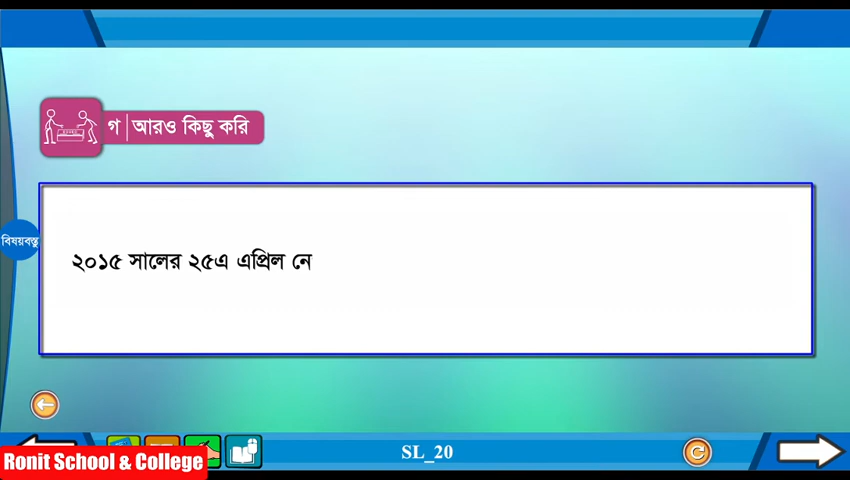 গ | আরও কিছু করি
২০১৫ সালের ২৫এ এপ্রিল নে
বিষয়বস্তু
SL_20
Ronit School & College